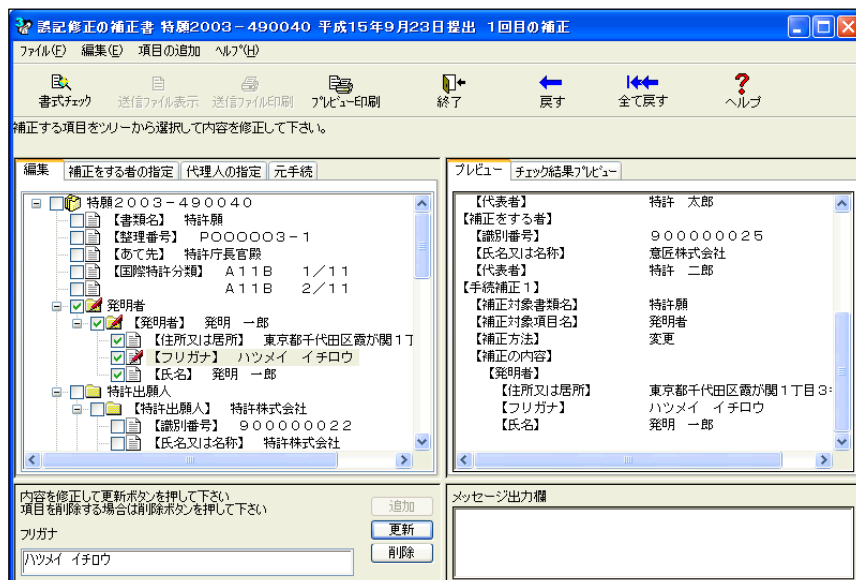 誤記修正の補正書 特願2003-490040 平成15年9月23日提出 1回目の補正
ファイル(F) 編集(E) 項目の追加 ヘルプ(H)
書式チェック 送信ファイル表示 送信ファイル印刷 プレビュー印刷 終了 戻す 全て戻す ヘルプ
補正する項目をツリーから選択して内容を修正して下さい。
編集 補正をする者の指定 代理人の指定 元手続
特願2003-490040
【書類名】 特許願
【整理番号】 PO00003-1
【あて先】 特許庁長官殿
【国際特許分類】 A11B 1/11
A11B 2/11
発明者
【発明者】 発明 一郎
【住所又は居所】 東京都千代田区霞が関1丁
【フリガナ】 ハツメイ イチロウ
【氏名】 発明 一郎
特許出願人
【特許出願人】 特許株式会社
【識別番号】 900000022
【氏名又は名称】 特許株式会社
プレビュー チェック結果プレビュー
【代表者】 特許 太郎
【補正をする者】
【識別番号】 900000025
【氏名又は名称】 意匠株式会社
【代表者】 特許 二郎
【手続補正1】
【補正対象書類名】 特許願
【補正対象項目名】 発明者
【補正方法】 変更
【補正の内容】
【発明者】
【住所又は居所】 東京都千代田区霞が関1丁目3
【フリガナ】 ハツメイ イチロウ
【氏名】 発明 一郎
内容を修正して更新ボタンを押して下さい
項目を削除する場合は削除ボタンを押して下さい
フリガナ
ハツメイ イチロウ
追加
更新
削除
メッセージ出力欄